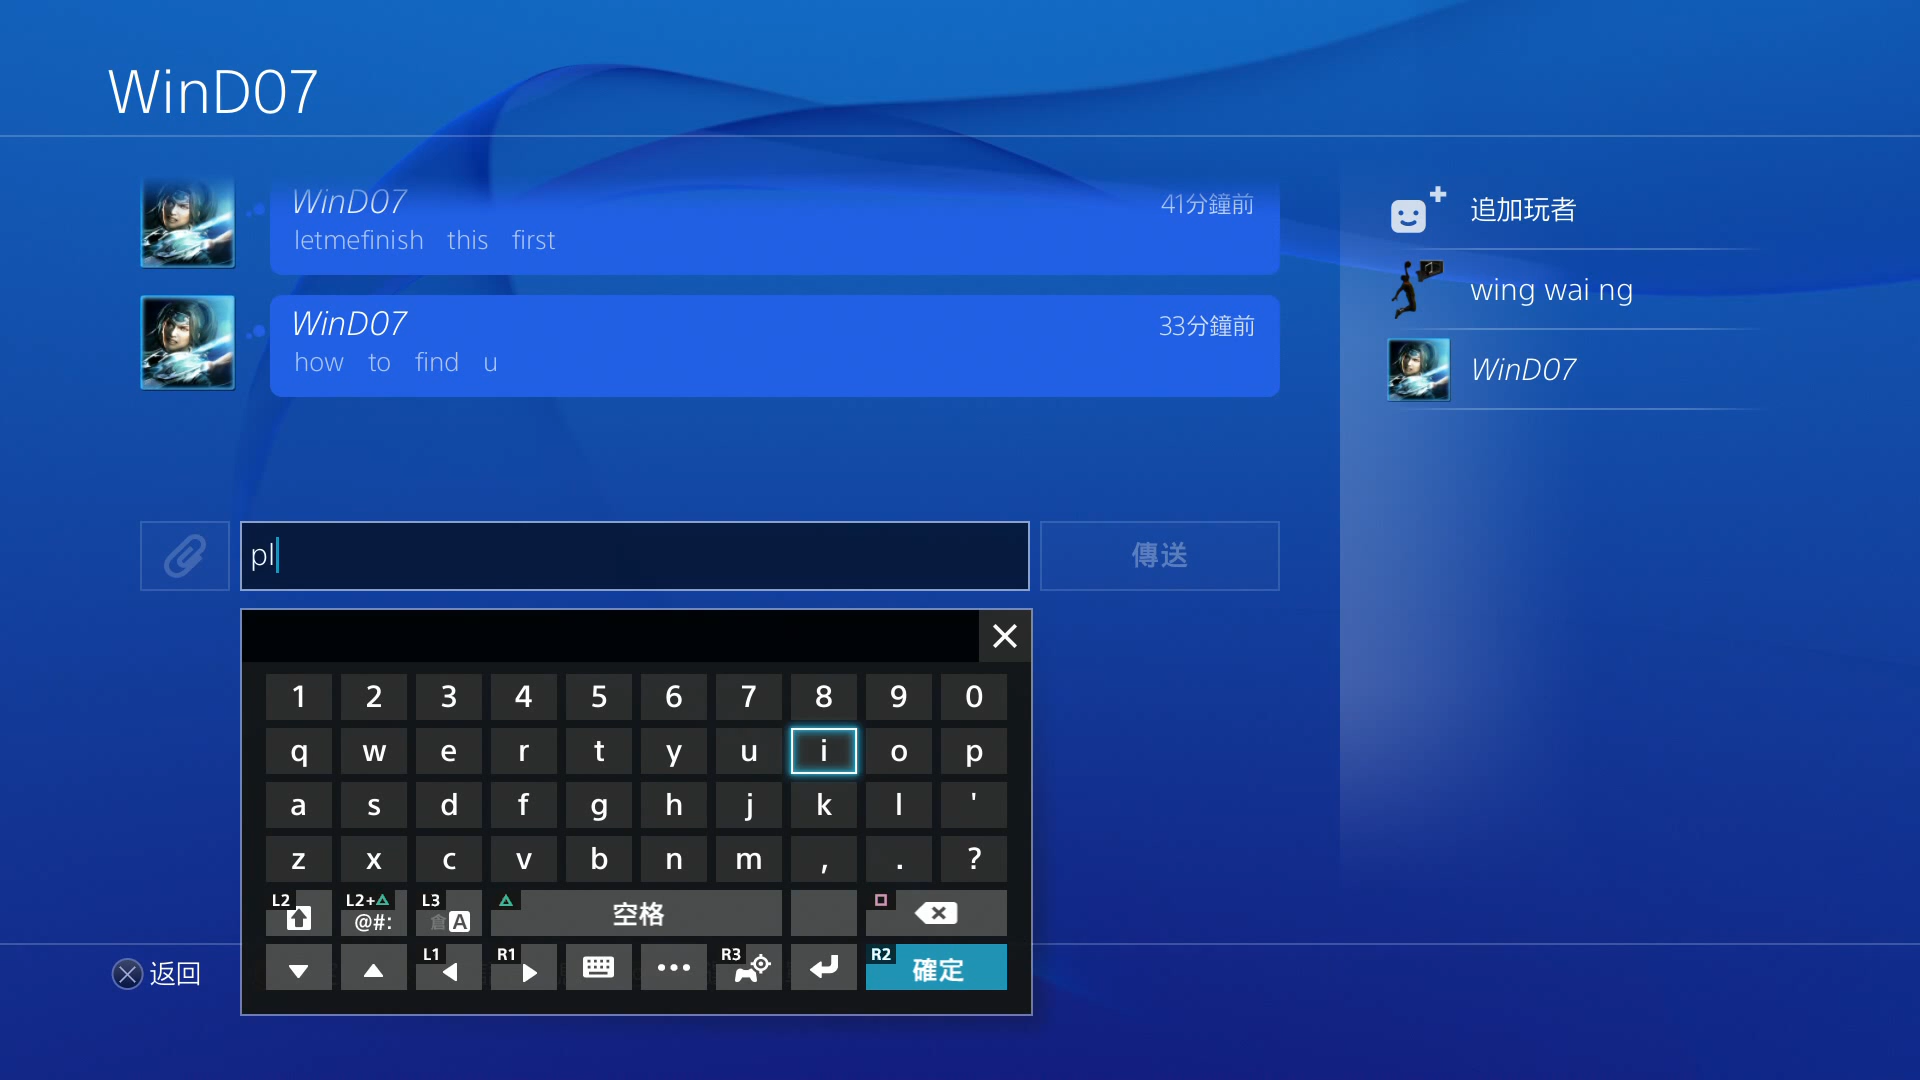 WinD07
WinD07 41分鐘前
letmefinish this first
WinD07 33分鐘前
how to find u
追加玩者
wing wai ng
WinD07
pl
傳送
1 2 3 4 5 6 7 8 9 0
q w e r t y u i o p
a s d f g h j k l '
z x c v b n m , . ?
L2 L2+△ @#: L3 倉 A △ 空格 □
L1 R1 ... R3 R2 確定
返回